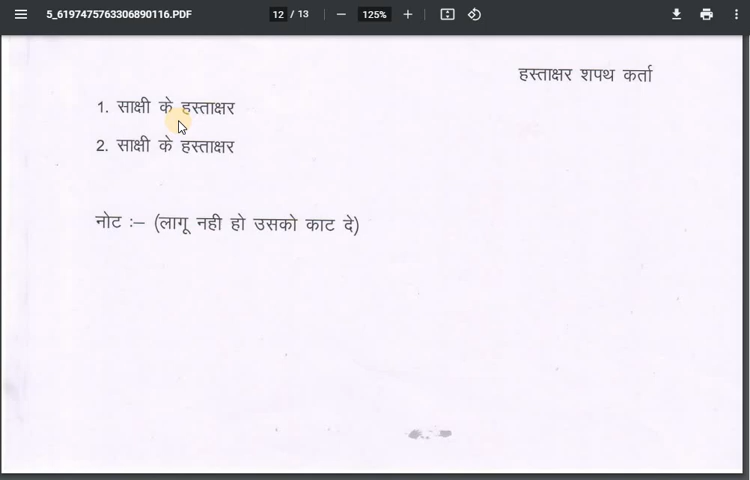 5_6197475763306890116.PDF 12 / 13 125%
हस्ताक्षर शपथ कर्ता
1. साक्षी के हस्ताक्षर
2. साक्षी के हस्ताक्षर
नोट :– (लागू नही हो उसको काट दे)